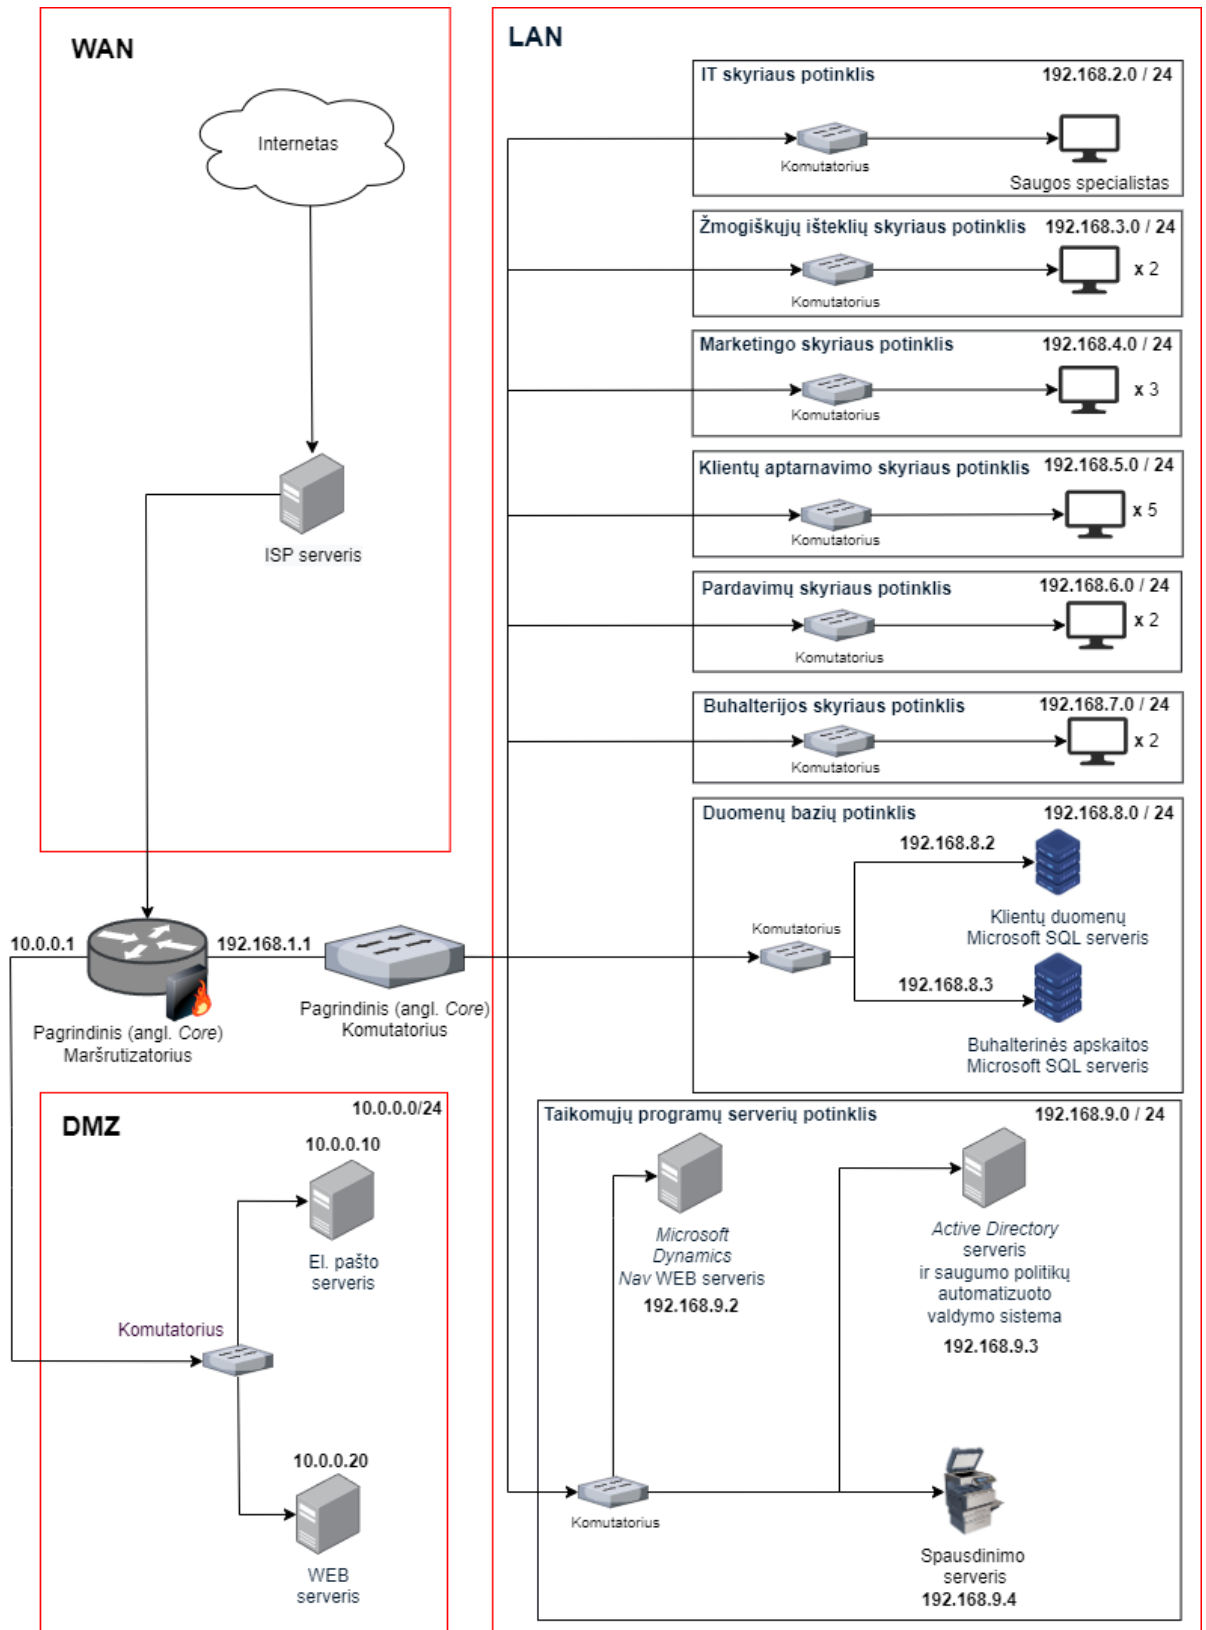 WAN
Internetas
ISP serveris
10.0.0.1
192.168.1.1
Pagrindinis (angl. Core)
Maršrutizatorius
Pagrindinis (angl. Core)
Komutatorius
DMZ
10.0.0.0/24
10.0.0.10
El. pašto
serveris
Komutatorius
10.0.0.20
WEB
serveris
LAN
IT skyriaus potinklis
192.168.2.0 / 24
Komutatorius
Saugos specialistas
Žmogiškųjų išteklių skyriaus potinklis
192.168.3.0 / 24
x 2
Komutatorius
Marketingo skyriaus potinklis
192.168.4.0 / 24
x 3
Komutatorius
Klientų aptarnavimo skyriaus potinklis
192.168.5.0 / 24
x 5
Komutatorius
Pardavimų skyriaus potinklis
192.168.6.0 / 24
x 2
Komutatorius
Buhalterijos skyriaus potinklis
192.168.7.0 / 24
x 2
Komutatorius
Duomenų bazių potinklis
192.168.8.0 / 24
192.168.8.2
Klientų duomenų
Microsoft SQL serveris
Komutatorius
192.168.8.3
Buhalterinės apskaitos
Microsoft SQL serveris
Taikomųjų programų serverių potinklis
192.168.9.0 / 24
Microsoft
Dynamics
Nav WEB serveris
192.168.9.2
Active Directory
serveris
ir saugumo politikų
automatizuoto
valdymo sistema
192.168.9.3
Komutatorius
Spausdinimo
serveris
192.168.9.4